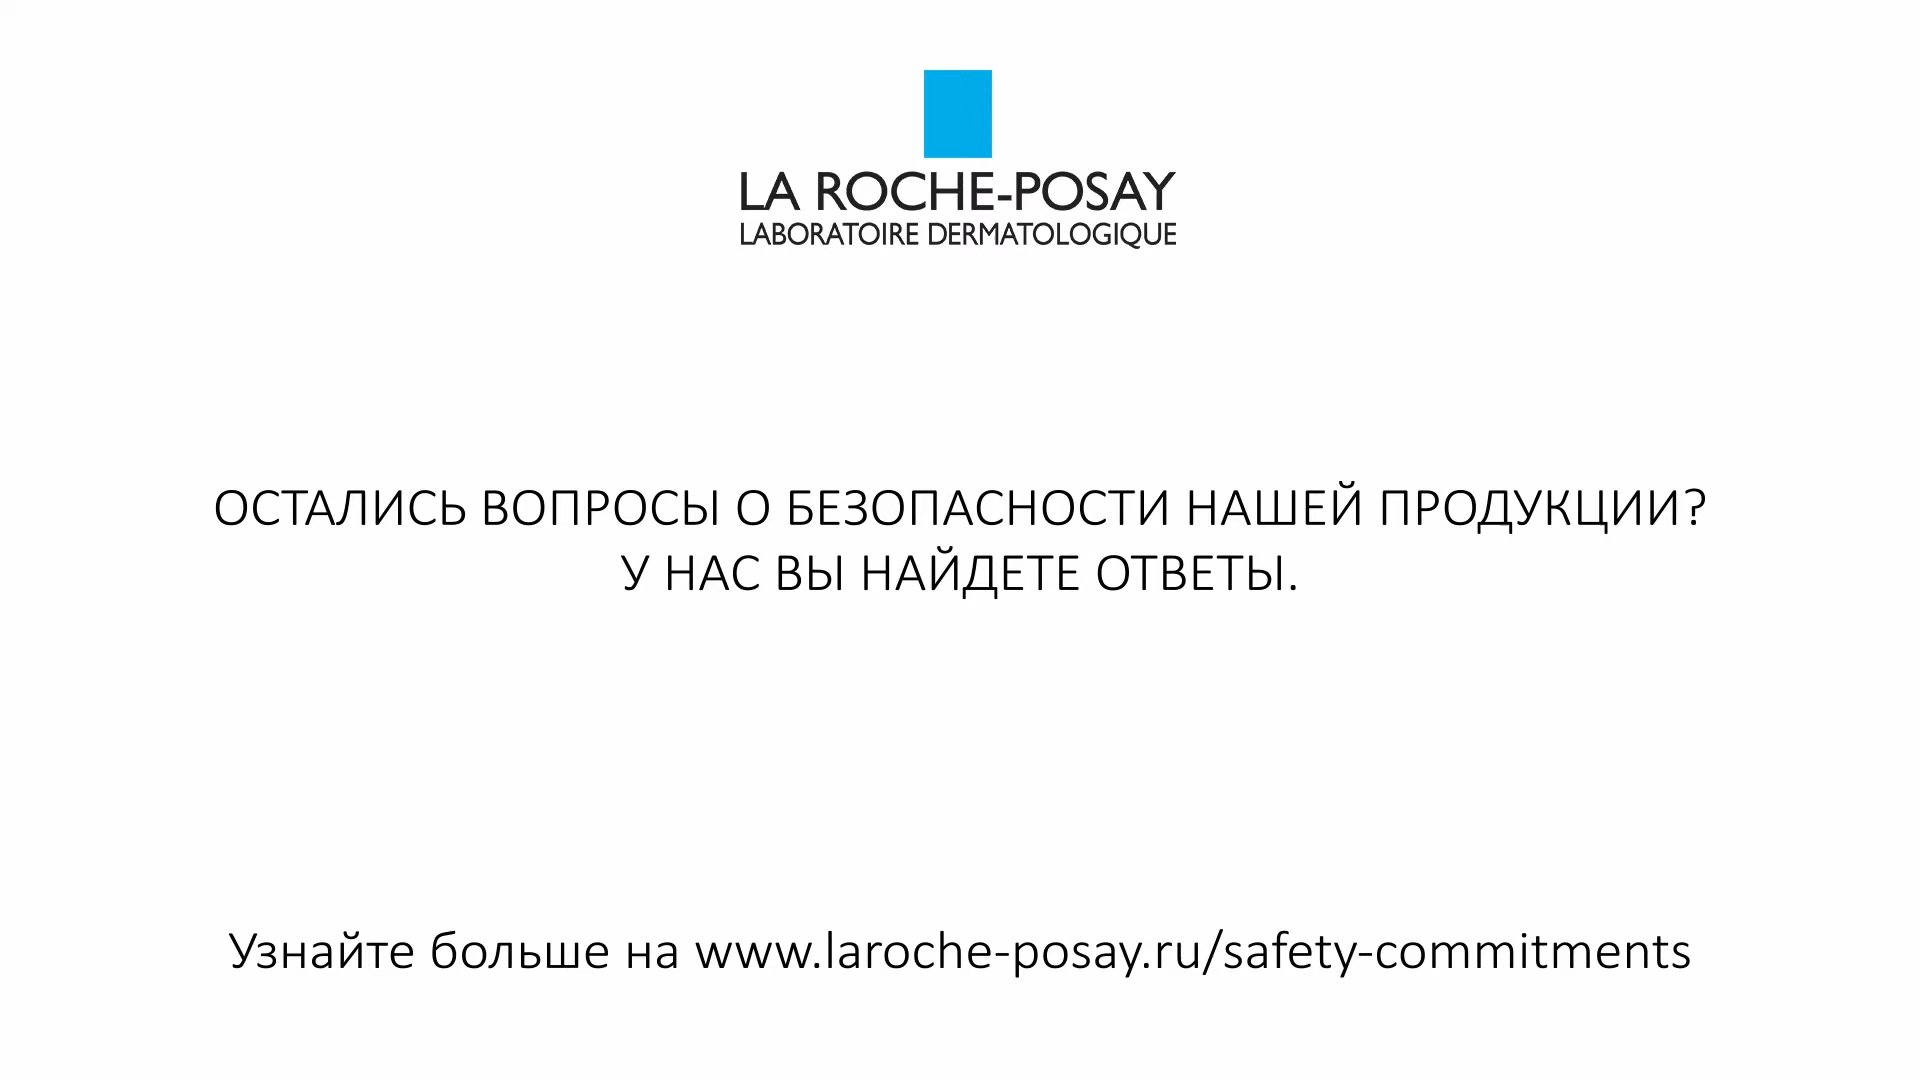 LA ROCHE-POSAY
LABORATOIRE DERMATOLOGIQUE
ОСТАЛИСЬ ВОПРОСЫ О БЕЗОПАСНОСТИ НАШЕЙ ПРОДУКЦИИ?
У НАС ВЫ НАЙДЕТЕ ОТВЕТЫ.
Узнайте больше на www.laroche-posay.ru/safety-commitments